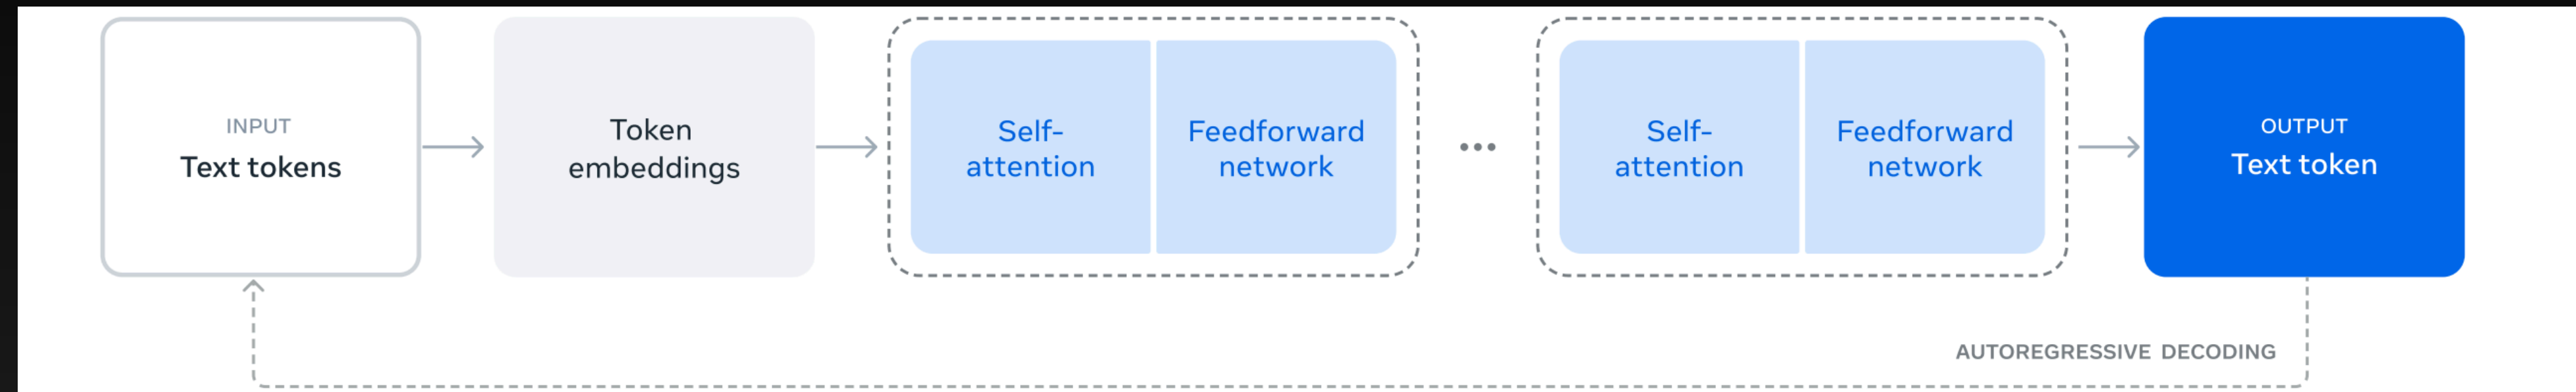 INPUT
Text tokens
Token
embeddings
Self-
attention
Feedforward
network
Self-
attention
Feedforward
network
OUTPUT
Text token
AUTOREGRESSIVE DECODING